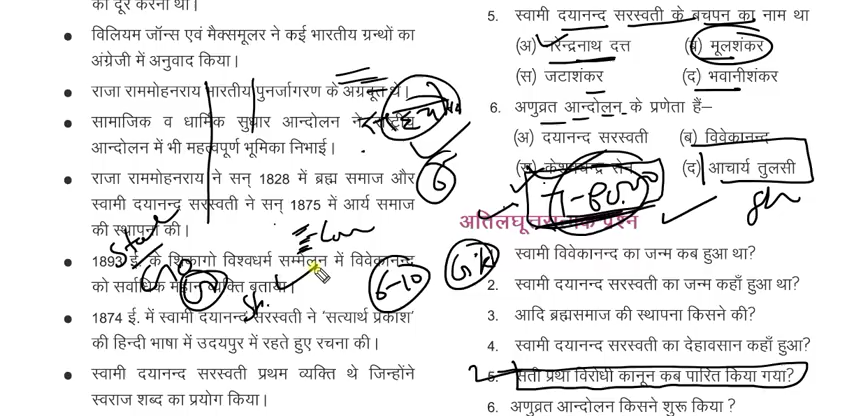 का दूर करना था।
विलियम जॉन्स एवं मैक्समूलर ने कई भारतीय ग्रन्थों का
अंग्रेजी में अनुवाद किया।
राजा राममोहनराय भारतीय पुनर्जागरण के अग्रदूत थे।
सामाजिक व धार्मिक सुधार आन्दोलन ने
आन्दोलन में भी महत्वपूर्ण भूमिका निभाई।
राजा राममोहनराय ने सन् 1828 में ब्रह्म समाज और
स्वामी दयानन्द सरस्वती ने सन् 1875 में आर्य समाज
की स्थापना की।
1893 ई. के शिकागो विश्वधर्म सम्मेलन में विवेकानन्द
को सर्वाधिक महान व्यक्ति बताया।
1874 ई. में स्वामी दयानन्द सरस्वती ने 'सत्यार्थ प्रकाश'
की हिन्दी भाषा में उदयपुर में रहते हुए रचना की।
स्वामी दयानन्द सरस्वती प्रथम व्यक्ति थे जिन्होंने
स्वराज शब्द का प्रयोग किया।
5. स्वामी दयानन्द सरस्वती के बचपन का नाम था
(अ) नरेन्द्रनाथ दत्त (ब) मूलशंकर
(स) जटाशंकर (द) भवानीशंकर
6. अणुव्रत आन्दोलन के प्रणेता हैं–
(अ) दयानन्द सरस्वती (ब) विवेकानन्द
(स) केशवचन्द्र सेन (द) आचार्य तुलसी
अतिलघूत्तरात्मक प्रश्न
1. स्वामी विवेकानन्द का जन्म कब हुआ था?
2. स्वामी दयानन्द सरस्वती का जन्म कहाँ हुआ था?
3. आदि ब्रह्मसमाज की स्थापना किसने की?
4. स्वामी दयानन्द सरस्वती का देहावसान कहाँ हुआ?
5. सती प्रथा विरोधी कानून कब पारित किया गया?
6. अणुव्रत आन्दोलन किसने शुरू किया ?
6-10